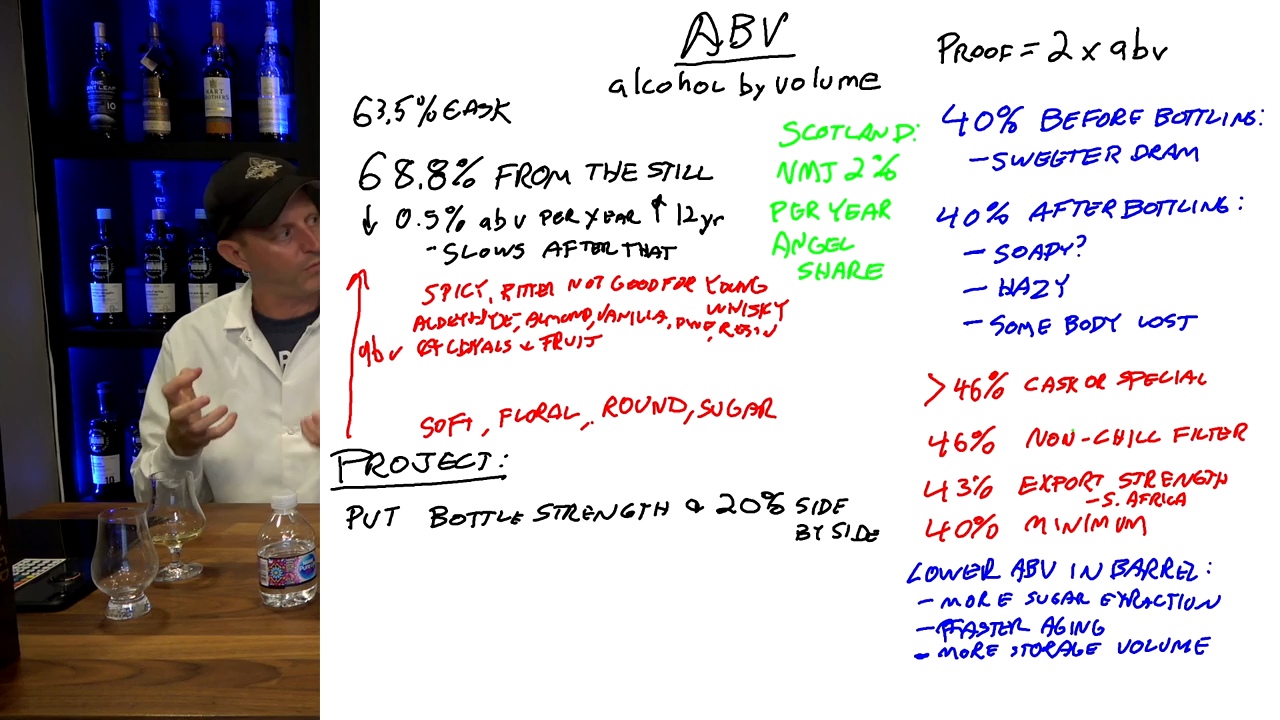 ABV
alcohol by volume
PROOF = 2 x abv
63.5% CASK
68.8% FROM THE STILL
↓ 0.5% abv PER YEAR ↑ 12yr
- SLOWS AFTER THAT
SCOTLAND:
NMJ 2%
PER YEAR
ANGEL
SHARE
abv
SPICY, BITTER NOT GOOD FOR YOUNG
WHISKY
ALDEHYDE, ALMOND, VANILLA, PINE, RESIN
& FRUIT
SOFT, FLORAL, ROUND, SUGAR
PROJECT:
PUT BOTTLE STRENGTH & 20% SIDE
BY SIDE
40% BEFORE BOTTLING:
- SWEETER DRAM
40% AFTER BOTTLING:
- SOAPY?
- HAZY
- SOME BODY LOST
>46% CASK OR SPECIAL
46% NON-CHILL FILTER
43% EXPORT STRENGTH
- S. AFRICA
40% MINIMUM
LOWER ABV IN BARREL:
- MORE SUGAR EXTRACTION
- FASTER AGING
- MORE STORAGE VOLUME